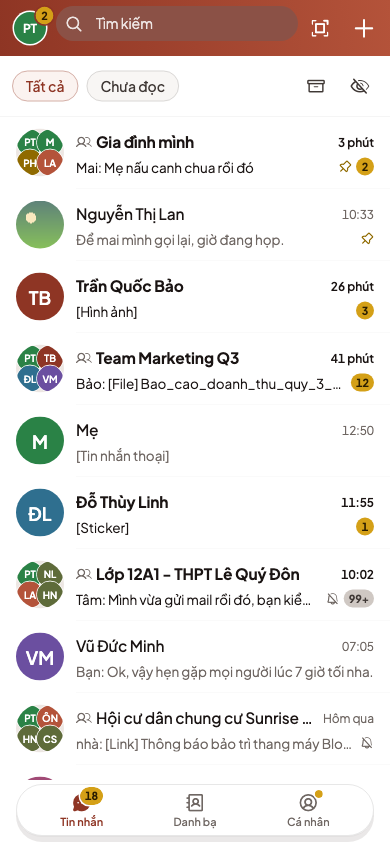 PT 2 Tìm kiếm
Tất cả Chưa đọc
PT M PH LA Gia đình mình 3 phút
Mai: Mẹ nấu canh chua rồi đó 2
Nguyễn Thị Lan 10:33
Để mai mình gọi lại, giờ đang họp.
TB Trần Quốc Bảo 26 phút
[Hình ảnh] 3
PT TB ĐL VM Team Marketing Q3 41 phút
Bảo: [File] Bao_cao_doanh_thu_quy_3_... 12
M Mẹ 12:50
[Tin nhắn thoại]
ĐL Đỗ Thùy Linh 11:55
[Sticker] 1
PT NL LA HN Lớp 12A1 - THPT Lê Quý Đôn 10:02
Tâm: Mình vừa gửi mail rồi đó, bạn kiể... 99+
VM Vũ Đức Minh 07:05
Bạn: Ok, vậy hẹn gặp mọi người lúc 7 giờ tối nha.
PT ÔN HN CS Hội cư dân chung cư Sunrise ... Hôm qua
nhà: [Link] Thông báo bảo trì thang máy Blo...
18
Tin nhắn Danh bạ Cá nhân